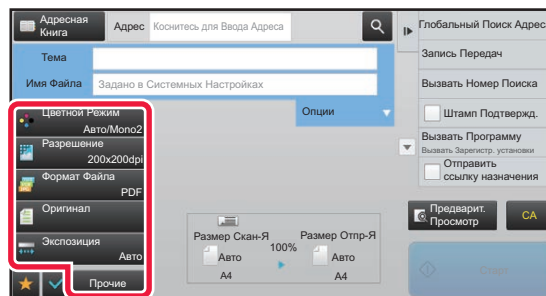 Адресная
Книга
Адрес
Коснитесь для Ввода Адреса
Тема
Имя Файла
Задано в Системных Настройках
Опции
Цветной Режим
Авто/Mono2
Разрешение
200x200dpi
Формат Файла
PDF
Оригинал
Экспозиция
Авто
Прочие
Размер Скан-Я
100%
Размер Отпр-Я
Авто
A4
Авто
A4
Глобальный Поиск Адрес
Запись Передач
Вызвать Номер Поиска
Штамп Подтвержд.
Вызвать Программу
Вызвать Зарегистр. установки
Отправить
ссылку назначения
Предварит.
Просмотр
CA
Старт